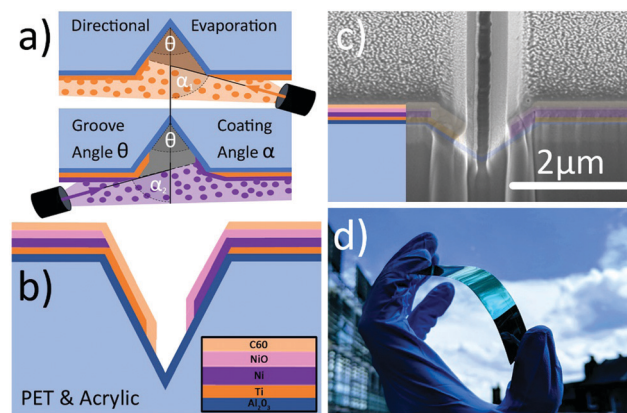 a)
Directional
Evaporation
θ
α₁
Groove
Angle θ
θ
Coating
Angle α
α₂
b)
C60
NiO
Ni
Ti
Al₂O₃
PET & Acrylic
c)
2μm
d)